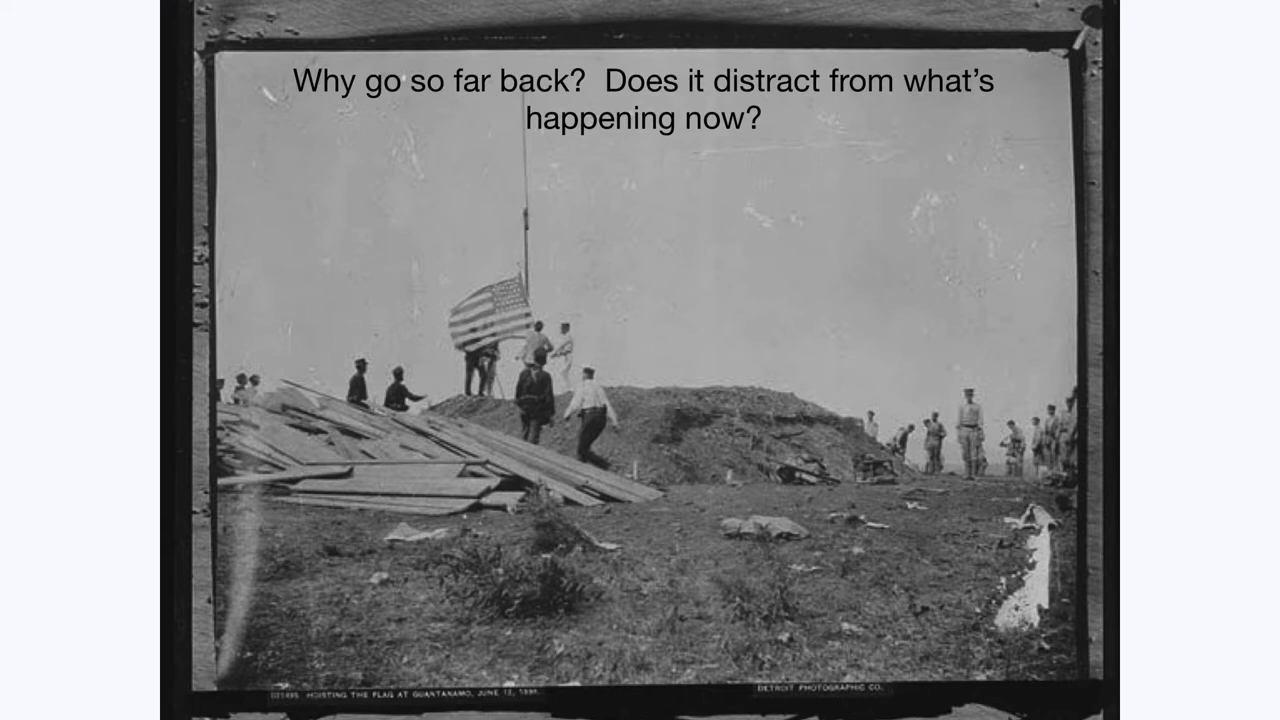 Why go so far back?  Does it distract from what’s
happening now?
HOISTING THE FLAG AT GUANTANAMO, JUNE 12, 1898.
DETROIT PHOTOGRAPHIC CO.